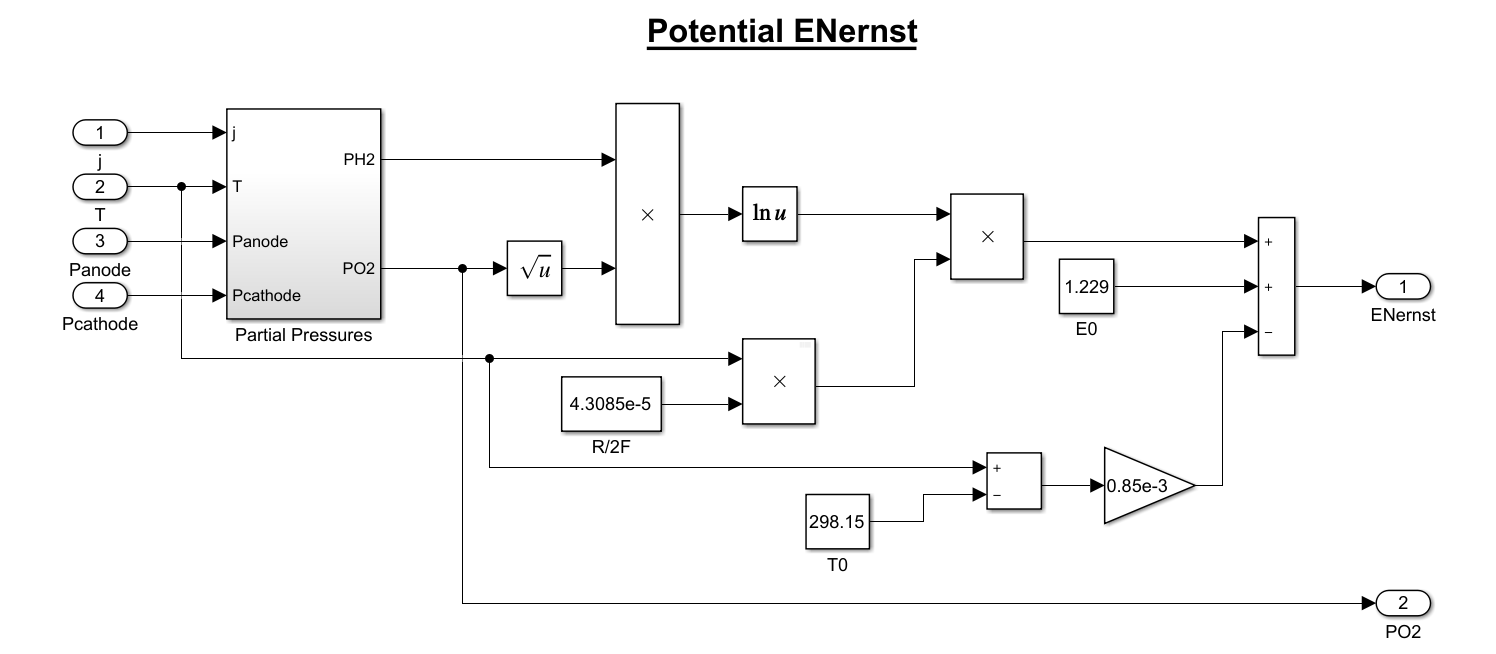 Potential ENernst
1
j
2
T
3
Panode
4
Pcathode
j
T
Panode
Pcathode
PH2
PO2
Partial Pressures
√u
×
ln u
×
4.3085e-5
R/2F
×
1.229
E0
+
+
−
298.15
T0
+
−
0.85e-3
1
ENernst
2
PO2